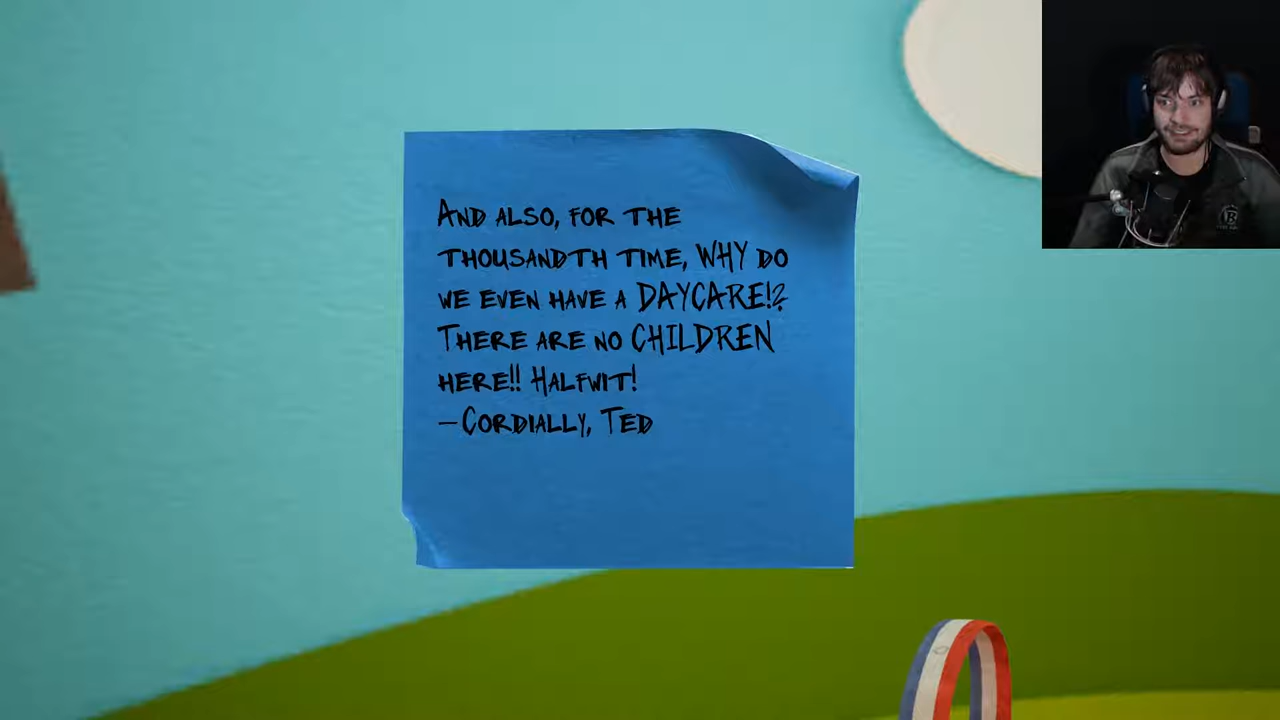 And also, for the
thousandth time, WHY do
we even have a DAYCARE!?
There are no CHILDREN
here!! Halfwit!
—Cordially, Ted